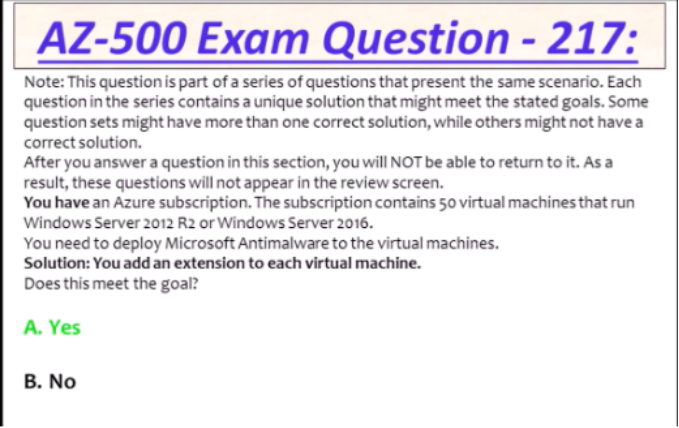 AZ-500 Exam Question - 217:
Note: This question is part of a series of questions that present the same scenario. Each
question in the series contains a unique solution that might meet the stated goals. Some
question sets might have more than one correct solution, while others might not have a
correct solution.
After you answer a question in this section, you will NOT be able to return to it. As a
result, these questions will not appear in the review screen.
You have an Azure subscription. The subscription contains 50 virtual machines that run
Windows Server 2012 R2 or Windows Server 2016.
You need to deploy Microsoft Antimalware to the virtual machines.
Solution: You add an extension to each virtual machine.
Does this meet the goal?
A. Yes
B. No